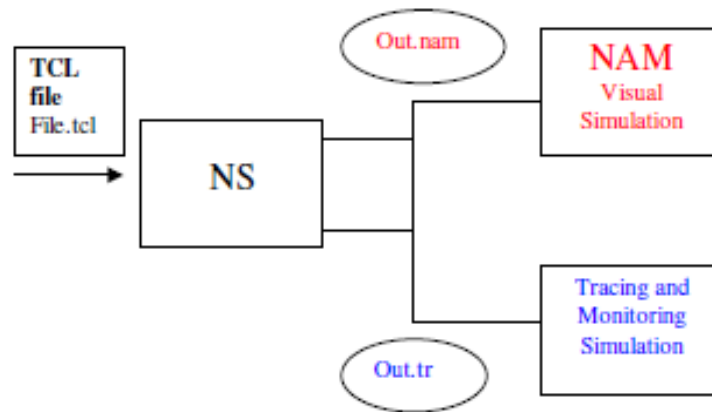 TCL
file
File.tcl
NS
Out.nam
NAM
Visual
Simulation
Out.tr
Tracing and
Monitoring
Simulation